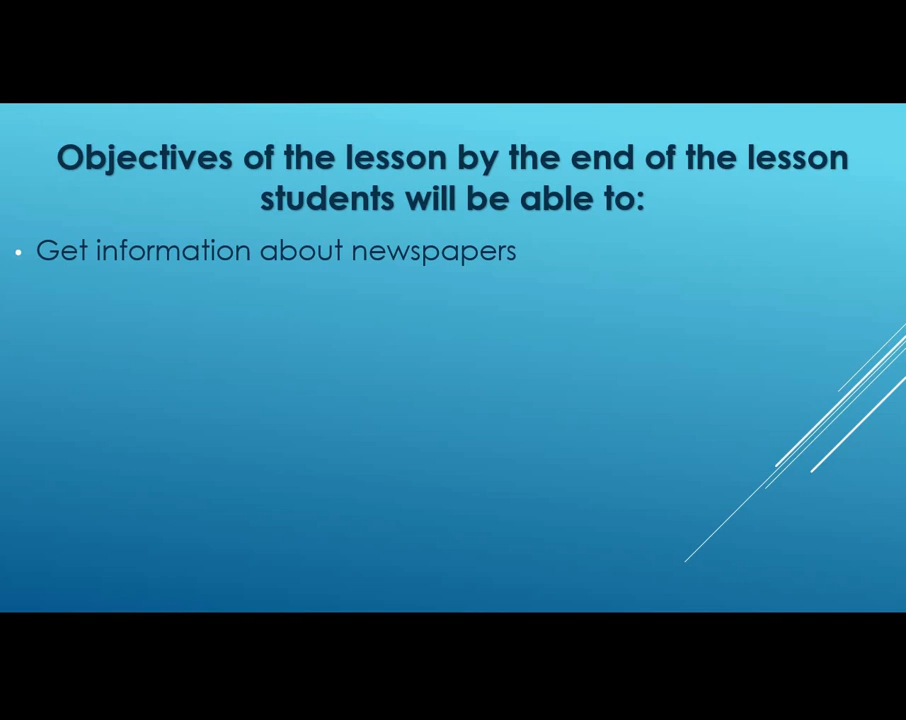 Objectives of the lesson by the end of the lesson
students will be able to:
• Get information about newspapers